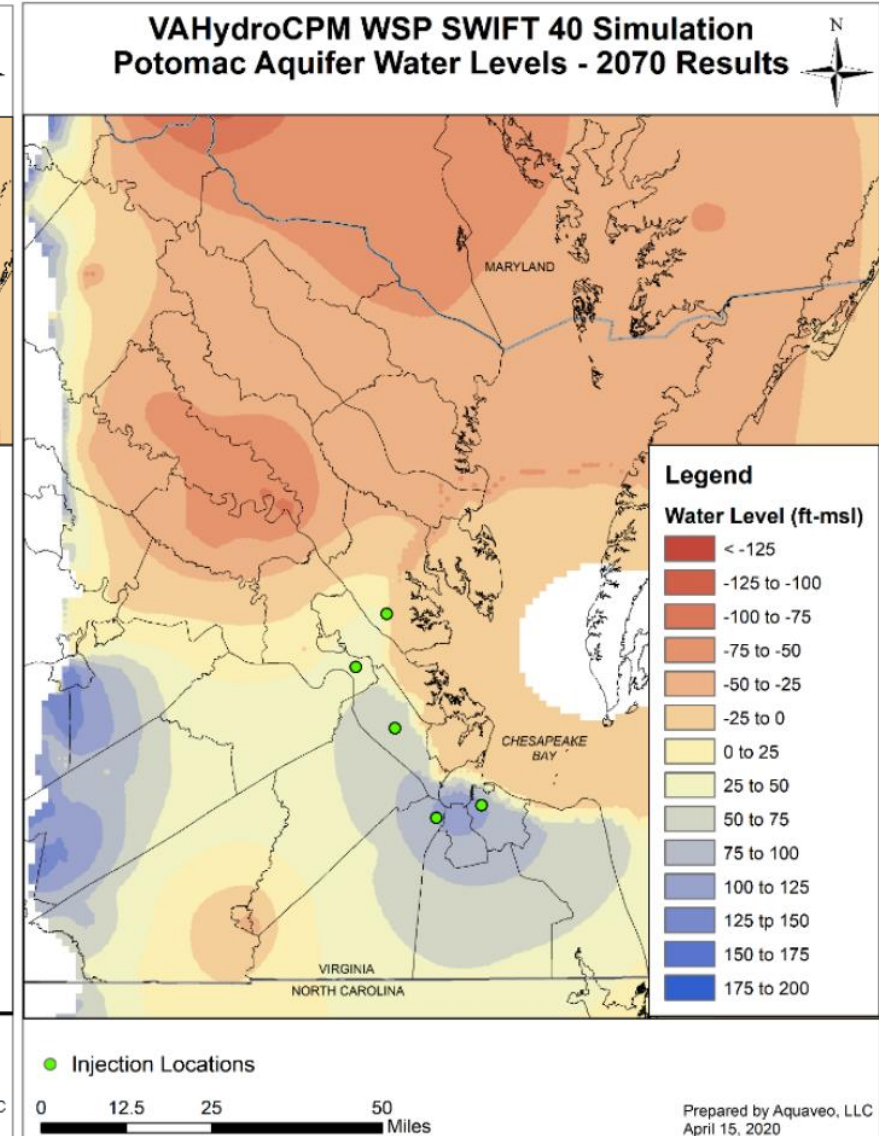 VAHydroCPM WSP SWIFT 40 Simulation
Potomac Aquifer Water Levels - 2070 Results
N
MARYLAND
Legend
Water Level (ft-msl)
< -125
-125 to -100
-100 to -75
-75 to -50
-50 to -25
-25 to 0
0 to 25
25 to 50
50 to 75
75 to 100
100 to 125
125 tp 150
150 to 175
175 to 200
CHESAPEAKE
BAY
VIRGINIA
NORTH CAROLINA
Injection Locations
0 12.5 25 50
Miles
Prepared by Aquaveo, LLC
April 15, 2020
C